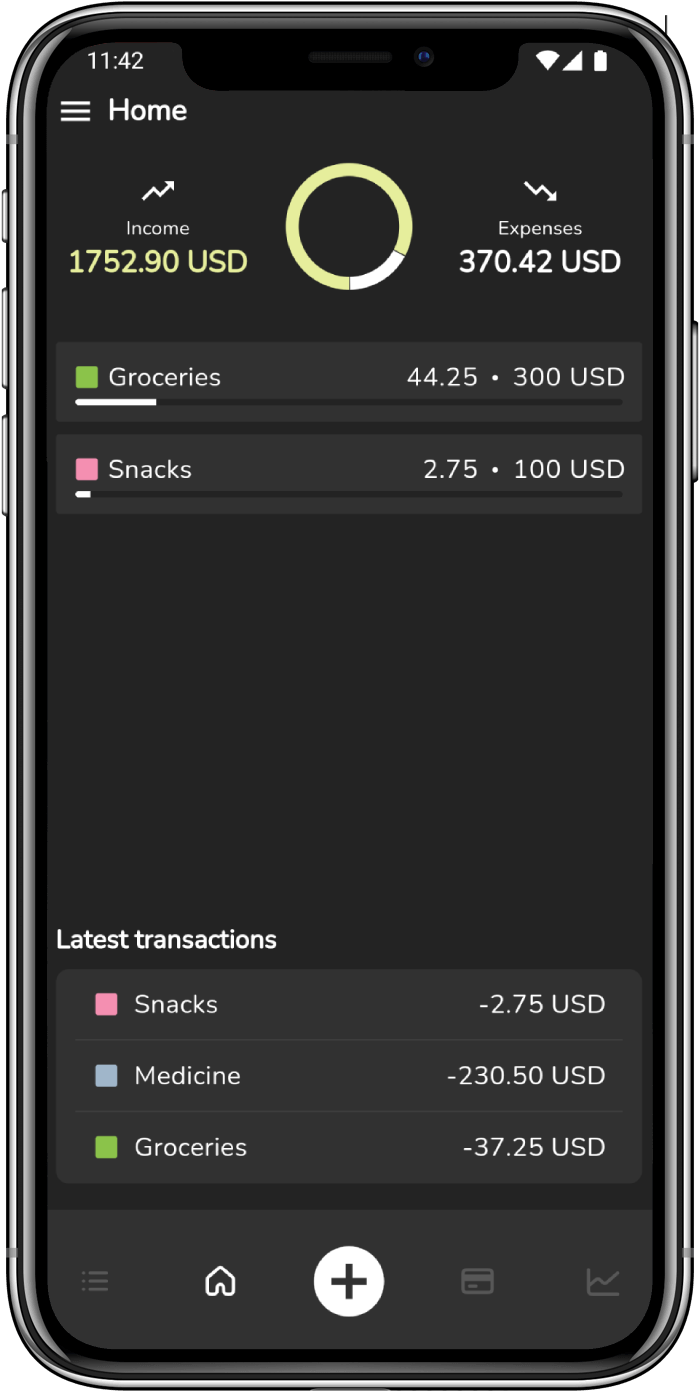 11:42
Home
Income
Expenses
1752.90 USD
370.42 USD
Groceries 44.25 • 300 USD
Snacks 2.75 • 100 USD
Latest transactions
Snacks -2.75 USD
Medicine -230.50 USD
Groceries -37.25 USD